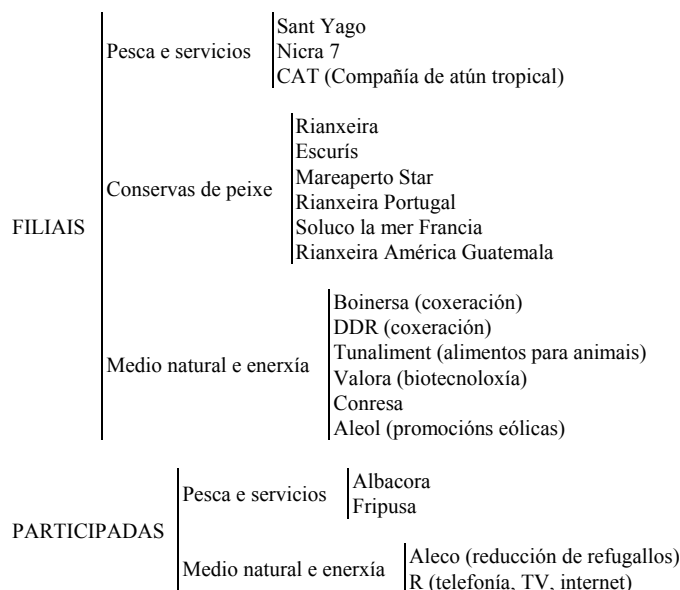 Sant Yago
Pesca e servicios
Nicra 7
CAT (Compañía de atún tropical)
Rianxeira
Escurís
Mareaperto Star
Conservas de peixe
Rianxeira Portugal
FILIAIS
Soluco la mer Francia
Rianxeira América Guatemala
Boinersa (coxeración)
DDR (coxeración)
Tunaliment (alimentos para animais)
Medio natural e enerxía
Valora (biotecnoloxía)
Conresa
Aleol (promocións eólicas)
Pesca e servicios
Albacora
Fripusa
PARTICIPADAS
Medio natural e enerxía
Aleco (reducción de refugallos)
R (telefonía, TV, internet)